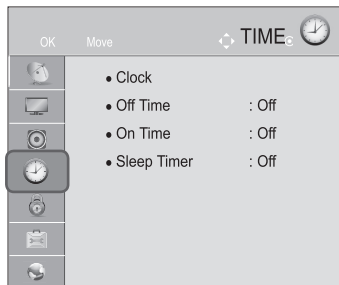 TIME
OK Move
● Clock
● Off Time : Off
● On Time : Off
● Sleep Timer : Off